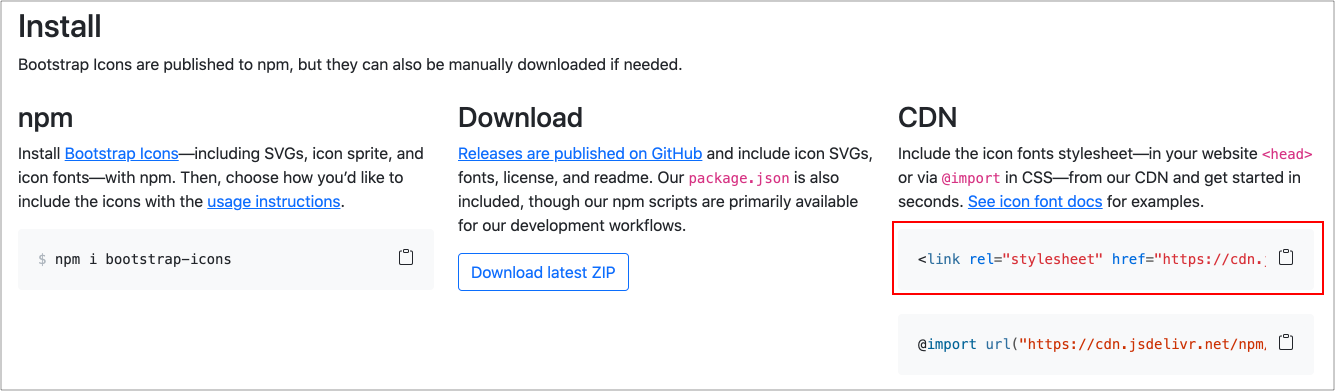 Install
Bootstrap Icons are published to npm, but they can also be manually downloaded if needed.
npm
Install Bootstrap Icons—including SVGs, icon sprite, and
icon fonts—with npm. Then, choose how you’d like to
include the icons with the usage instructions.
$ npm i bootstrap-icons
Download
Releases are published on GitHub and include icon SVGs,
fonts, license, and readme. Our package.json is also
included, though our npm scripts are primarily available
for our development workflows.
Download latest ZIP
CDN
Include the icon fonts stylesheet—in your website <head>
or via @import in CSS—from our CDN and get started in
seconds. See icon font docs for examples.
<link rel="stylesheet" href="https://cdn.j
@import url("https://cdn.jsdelivr.net/npm/